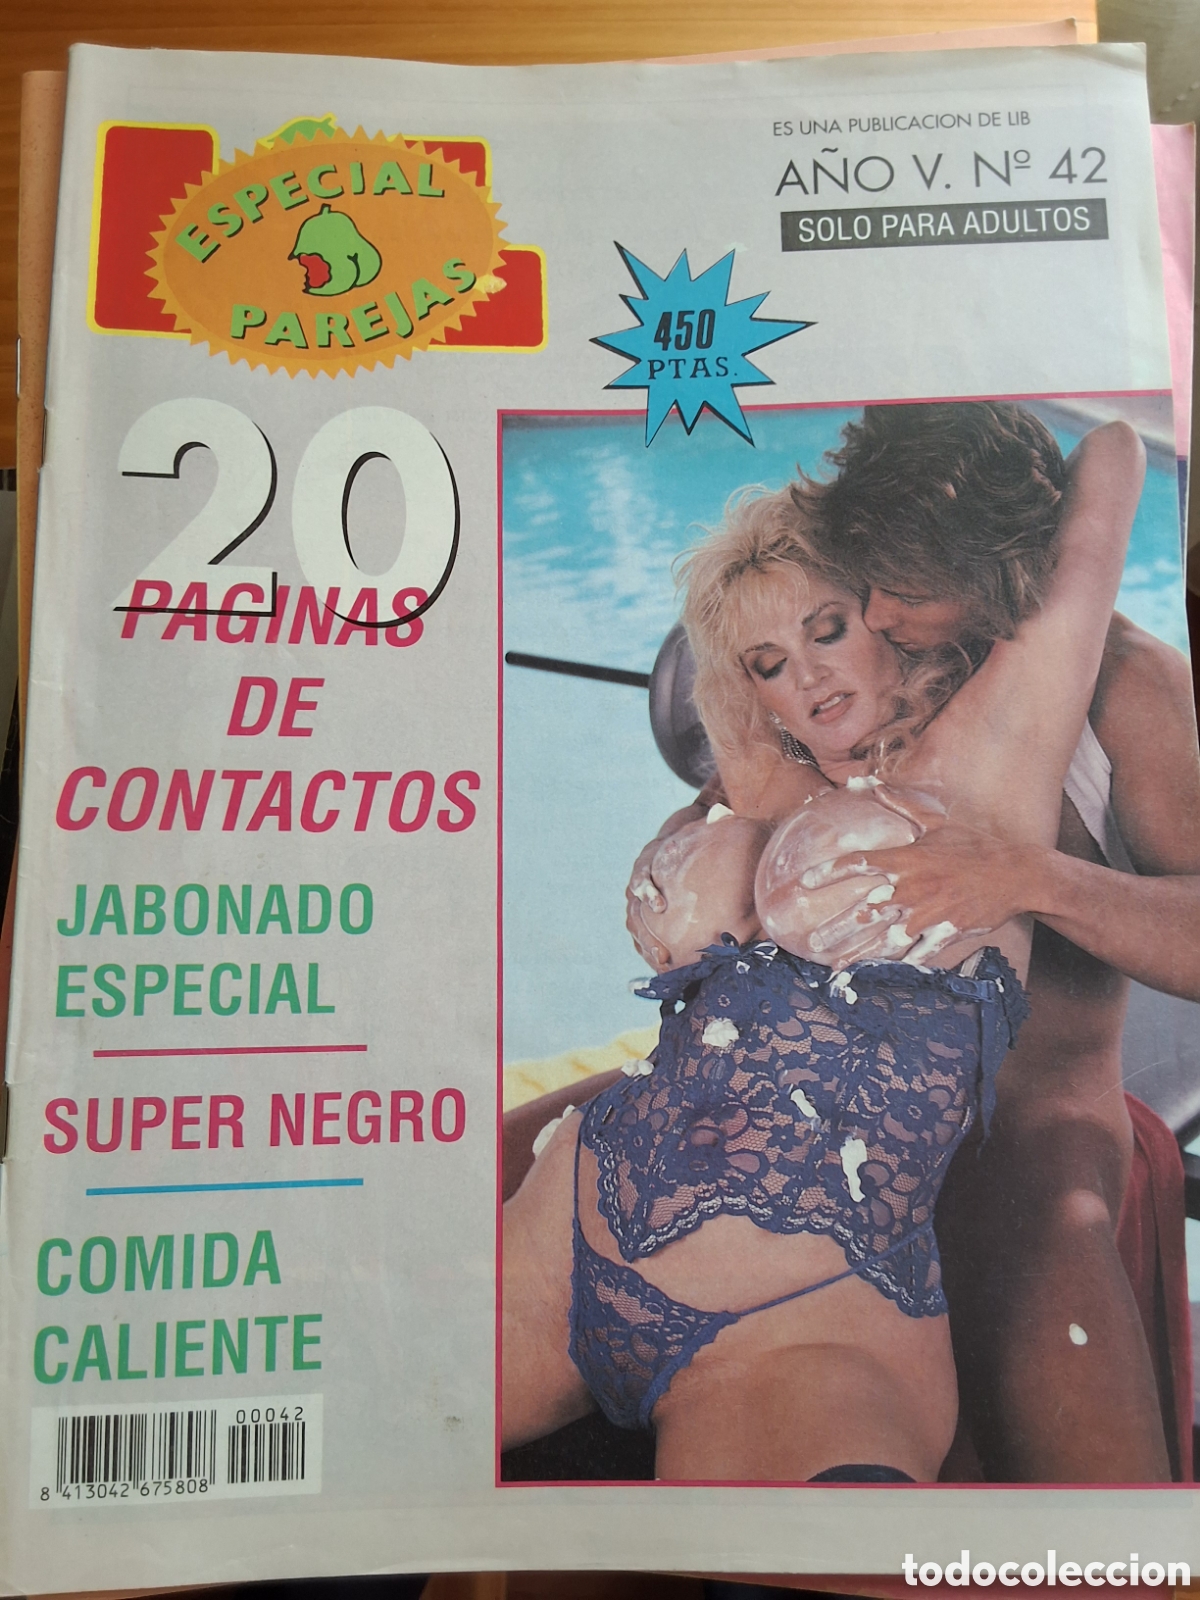 ESPECIAL
PAREJAS
ES UNA PUBLICACION DE LIB
AÑO V. Nº 42
SOLO PARA ADULTOS
450
PTAS.
20
PAGINAS
DE
CONTACTOS
JABONADO
ESPECIAL
SUPER NEGRO
COMIDA
CALIENTE
00042
8 413042 675808
todocoleccion